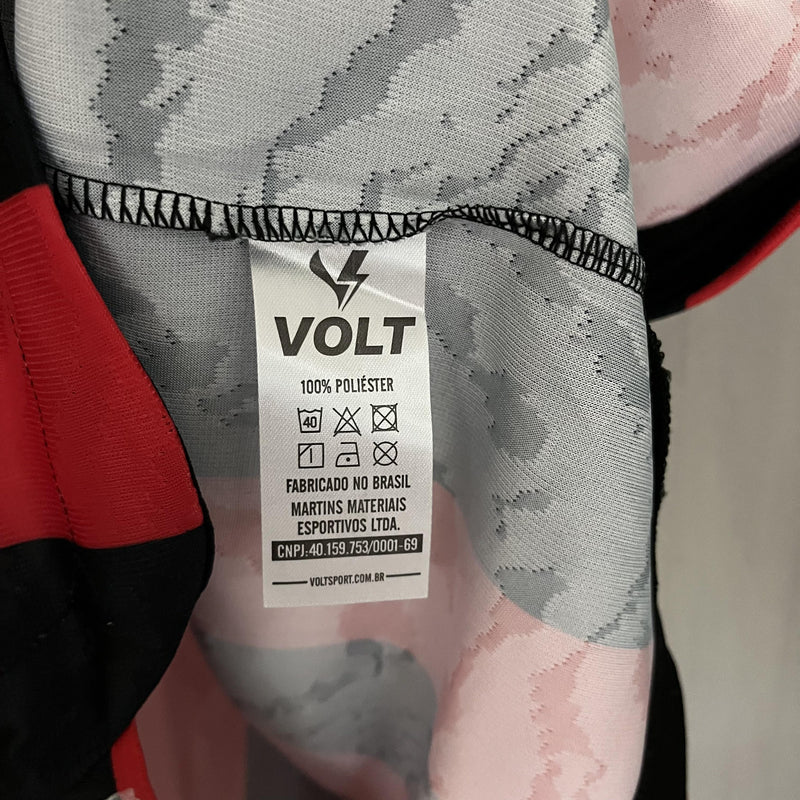 VOLT
100% POLIÉSTER
40
FABRICADO NO BRASIL
MARTINS MATERIAIS
ESPORTIVOS LTDA.
CNPJ:40.159.753/0001-69
VOLTSPORT.COM.BR